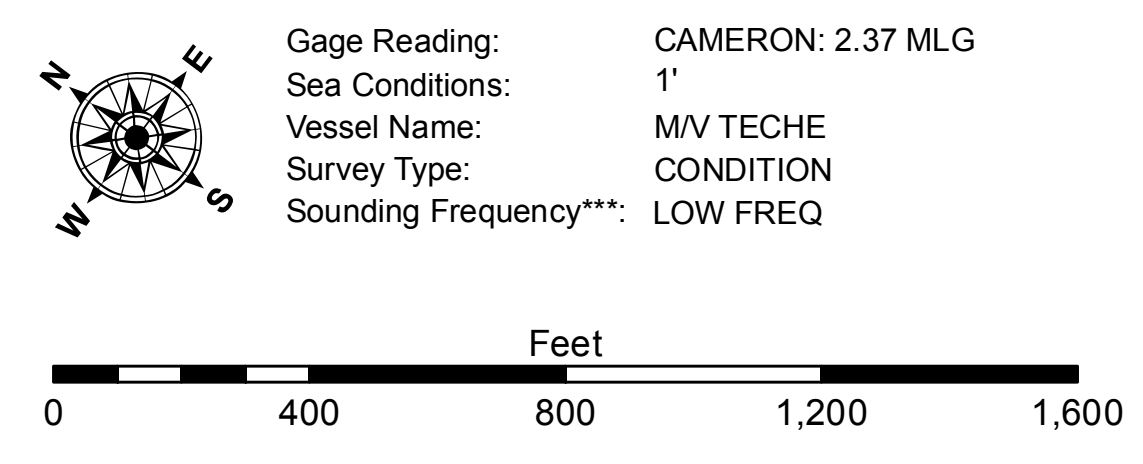 N
E
W
S
Gage Reading: CAMERON: 2.37 MLG
Sea Conditions: 1'
Vessel Name: M/V TECHE
Survey Type: CONDITION
Sounding Frequency***: LOW FREQ
Feet
0 400 800 1,200 1,600